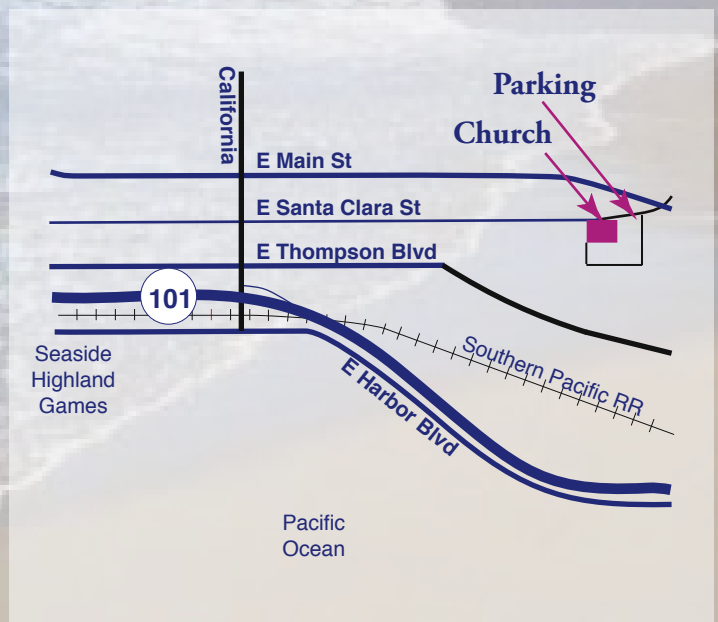 California
Parking
Church
E Main St
E Santa Clara St
E Thompson Blvd
101
Seaside
Highland
Games
Southern Pacific RR
E Harbor Blvd
Pacific
Ocean